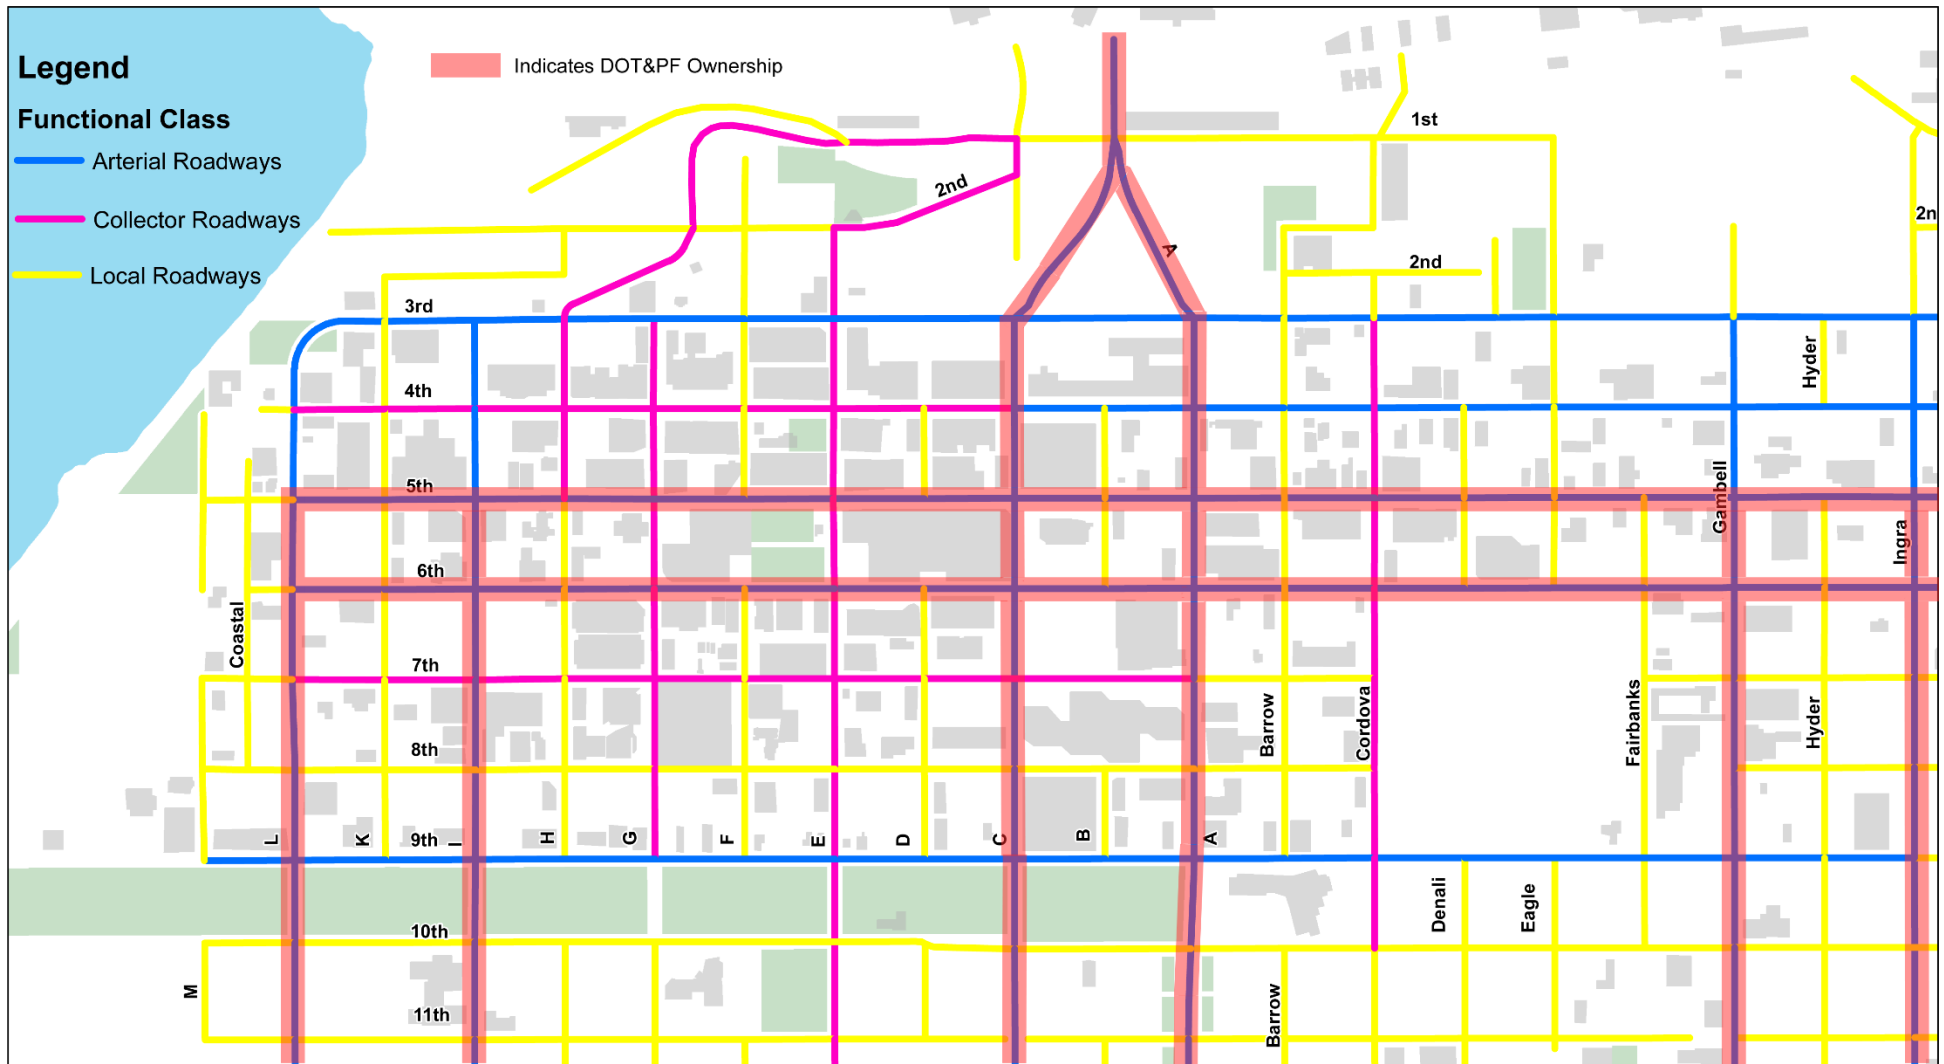 Legend
Indicates DOT&PF Ownership
Functional Class
Arterial Roadways
Collector Roadways
Local Roadways
1st
2nd
2n
A
2nd
3rd
Hyder
4th
Gambell
5th
Ingra
6th
Coastal
7th
Barrow
Cordova
Fairbanks
Hyder
8th
L
K
9th
I
H
G
F
E
D
C
B
A
Denali
Eagle
10th
M
11th
Barrow